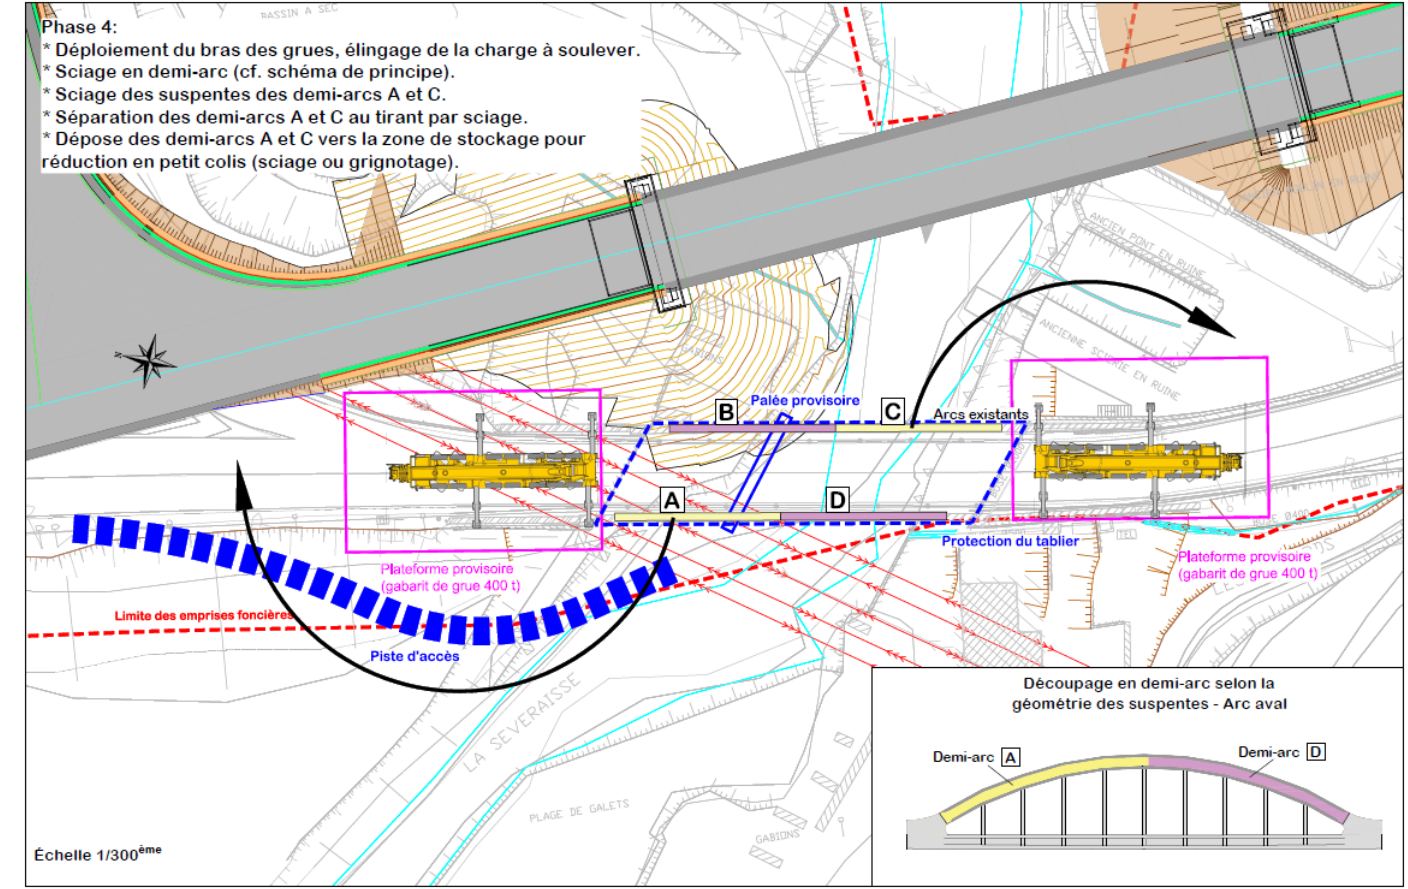 BASSIN A SEC
Phase 4:
* Déploiement du bras des grues, élingage de la charge à soulever.
* Sciage en demi-arc (cf. schéma de principe).
* Sciage des suspentes des demi-arcs A et C.
* Séparation des demi-arcs A et C au tirant par sciage.
* Dépose des demi-arcs A et C vers la zone de stockage pour
réduction en petit colis (sciage ou grignotage).
ANCIEN PONT EN RUINE
ANCIENNE SCIERIE EN RUINE
GABIONS
Palée provisoire
B
C
Arcs existants
A
D
Protection du tablier
TEL
Plateforme provisoire
(gabarit de grue 400 t)
Plateforme provisoire
(gabarit de grue 400 t)
Limite des emprises foncières
Piste d'accès
LA SEVERAISSE
PLAGE DE GALETS
GABIONS
Découpage en demi-arc selon la
géométrie des suspentes - Arc aval
Demi-arc A
Demi-arc D
Échelle 1/300ème